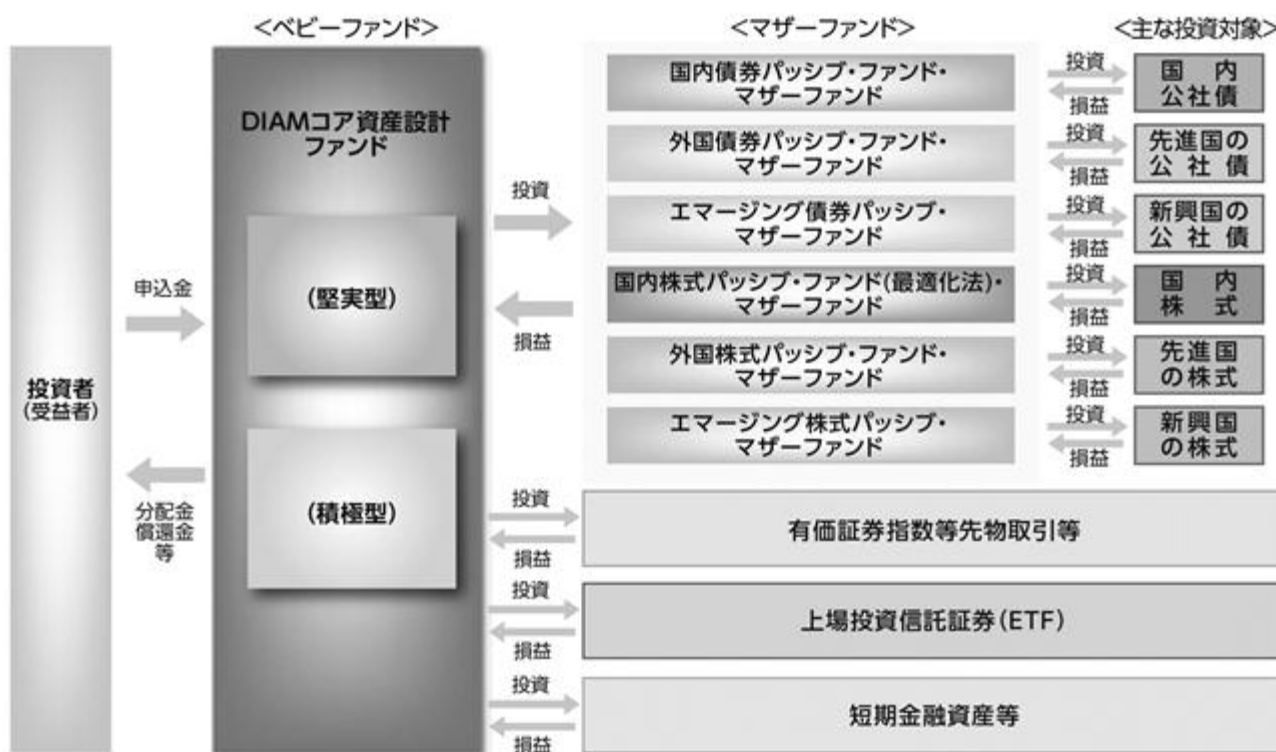 <ベビーファンド>
<マザーファンド>
<主な投資対象>
投資者
(受益者)
申込金
分配金
償還金
等
DIAMコア資産設計
ファンド
(堅実型)
(積極型)
投資
損益
国内債券パッシブ・ファンド・
マザーファンド
投資
損益
国内
公社債
外国債券パッシブ・ファンド・
マザーファンド
投資
損益
先進国の
公社債
エマージング債券パッシブ・
マザーファンド
投資
損益
新興国の
公社債
国内株式パッシブ・ファンド(最適化法)・
マザーファンド
投資
損益
国内
株式
外国株式パッシブ・ファンド・
マザーファンド
投資
損益
先進国
の株式
エマージング株式パッシブ・
マザーファンド
投資
損益
新興国
の株式
投資
損益
有価証券指数等先物取引等
投資
損益
上場投資信託証券(ETF)
投資
損益
短期金融資産等